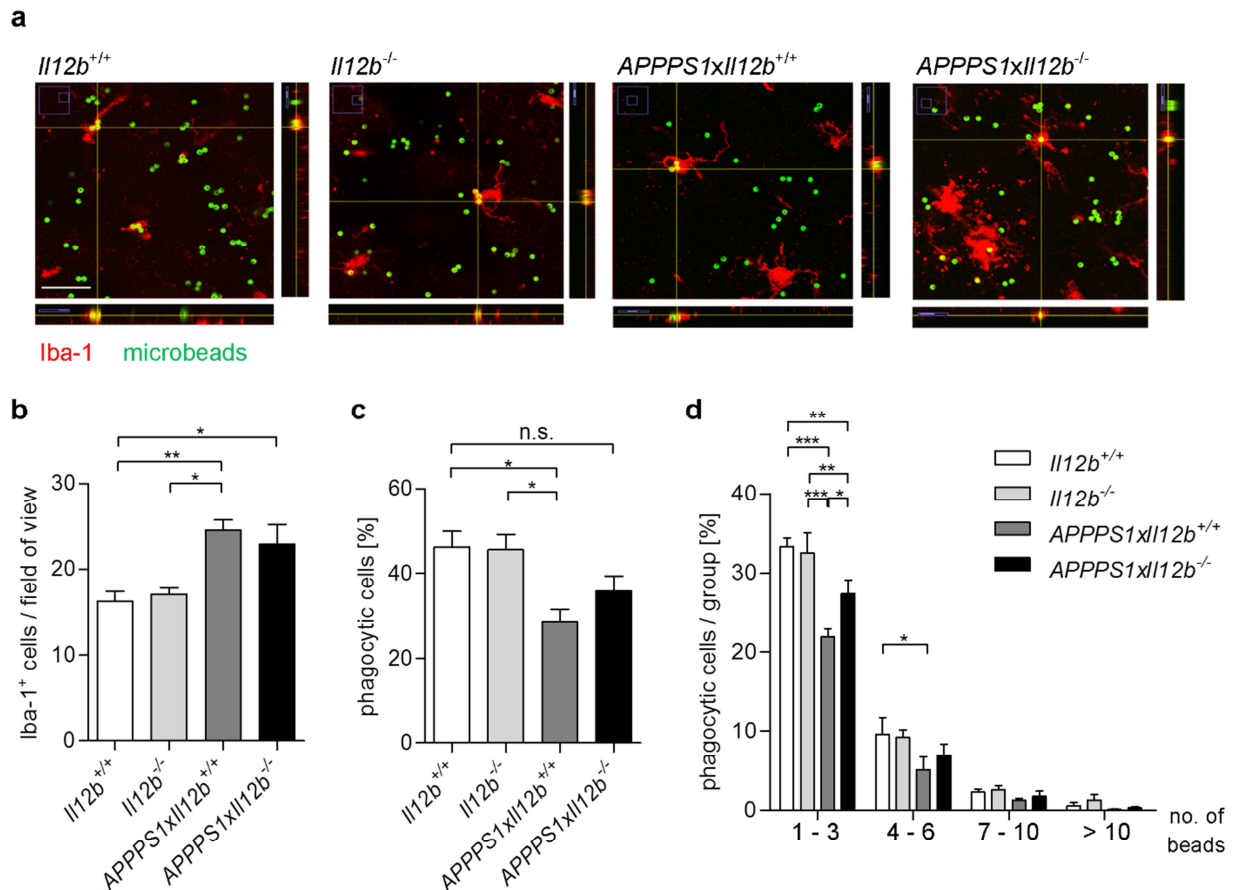 a
Il12b+/+ Il12b-/- APPPS1xIl12b+/+ APPPS1xIl12b-/-
Iba-1 microbeads
b
*
**
*
Iba-1+ cells / field of view
30
20
10
0
Il12b+/+ Il12b-/- APPPS1xIl12b+/+ APPPS1xIl12b-/-
c
n.s.
*
*
phagocytic cells [%]
60
40
20
0
Il12b+/+ Il12b-/- APPPS1xIl12b+/+ APPPS1xIl12b-/-
d
**
***
**
*** *
*
phagocytic cells / group [%]
40
30
20
10
0
1 - 3 4 - 6 7 - 10 > 10 no. of
beads
Il12b+/+
Il12b-/-
APPPS1xIl12b+/+
APPPS1xIl12b-/-